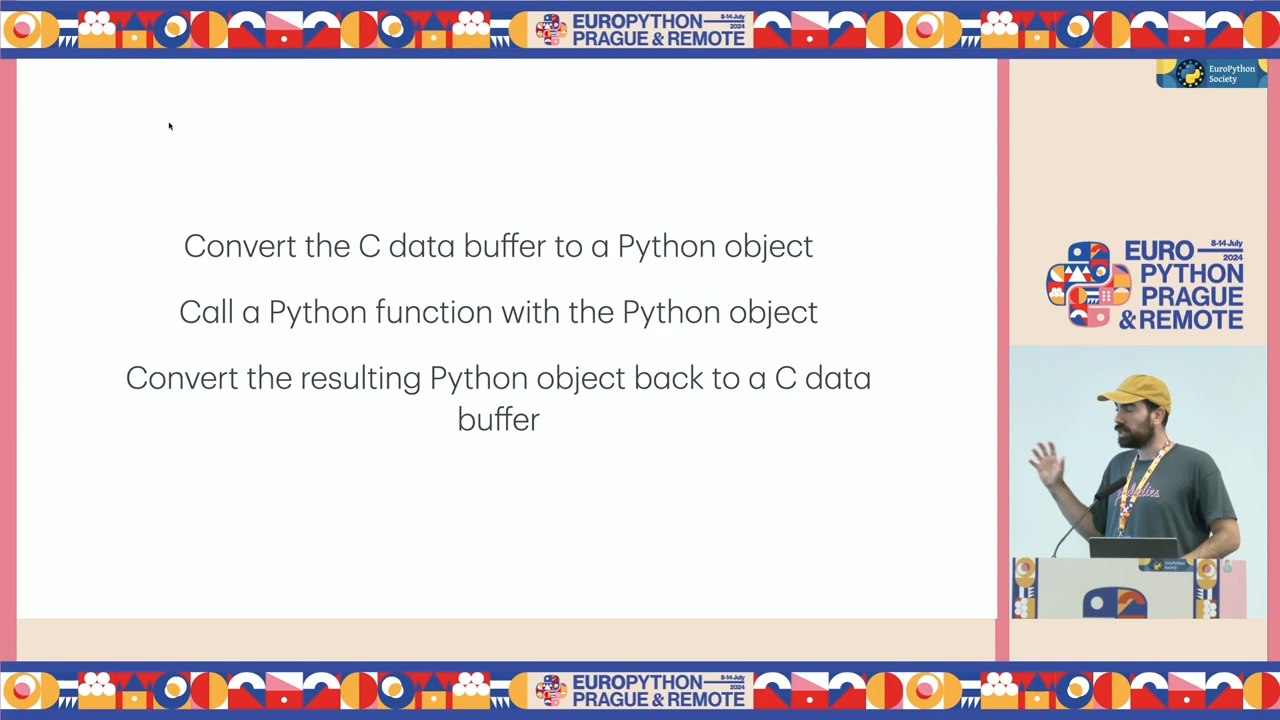 EUROPYTHON
8-14 July
2024
PRAGUE & REMOTE
EuroPython
Society
Convert the C data buffer to a Python object
Call a Python function with the Python object
Convert the resulting Python object back to a C data
buffer
EURO
8-14 July
2024
PYTHON
PRAGUE
& REMOTE
EuroPython
Society
EUROPYTHON
8-14 July
2024
PRAGUE & REMOTE